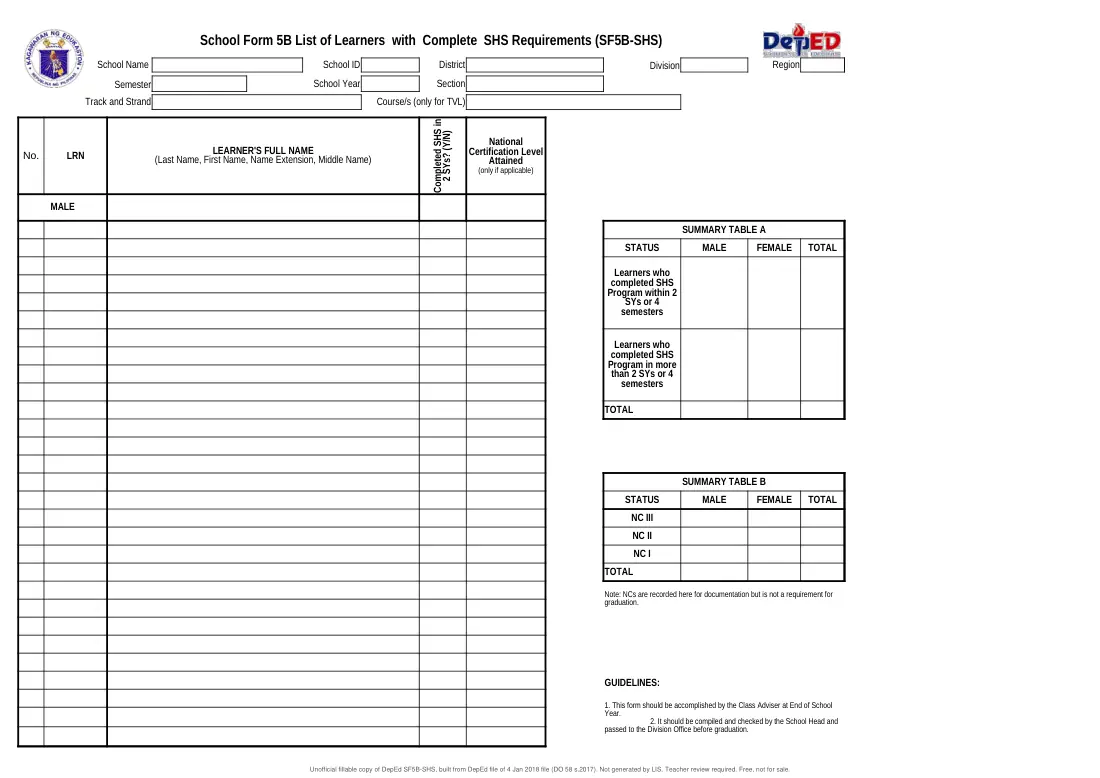 KAGAWARAN NG EDUKASYON
REPUBLIKA NG PILIPINAS
School Form 5B List of Learners with Complete SHS Requirements (SF5B-SHS)
DepED
School Name School ID District Division Region
Semester School Year Section
Track and Strand Course/s (only for TVL)
No. LRN
LEARNER'S FULL NAME
(Last Name, First Name, Name Extension, Middle Name)
Completed SHS in
2 SYs? (Y/N)
National
Certification Level
Attained
(only if applicable)
MALE
SUMMARY TABLE A
STATUS MALE FEMALE TOTAL
Learners who
completed SHS
Program within 2
SYs or 4
semesters
Learners who
completed SHS
Program in more
than 2 SYs or 4
semesters
TOTAL
SUMMARY TABLE B
STATUS MALE FEMALE TOTAL
NC III
NC II
NC I
TOTAL
Note: NCs are recorded here for documentation but is not a requirement for
graduation.
GUIDELINES:
1. This form should be accomplished by the Class Adviser at End of School
Year.
2. It should be compiled and checked by the School Head and
passed to the Division Office before graduation.
Unofficial fillable copy of DepEd SF5B-SHS, built from DepEd file of 4 Jan 2018 file (DO 58 s.2017). Not generated by LIS. Teacher review required. Free, not for sale.